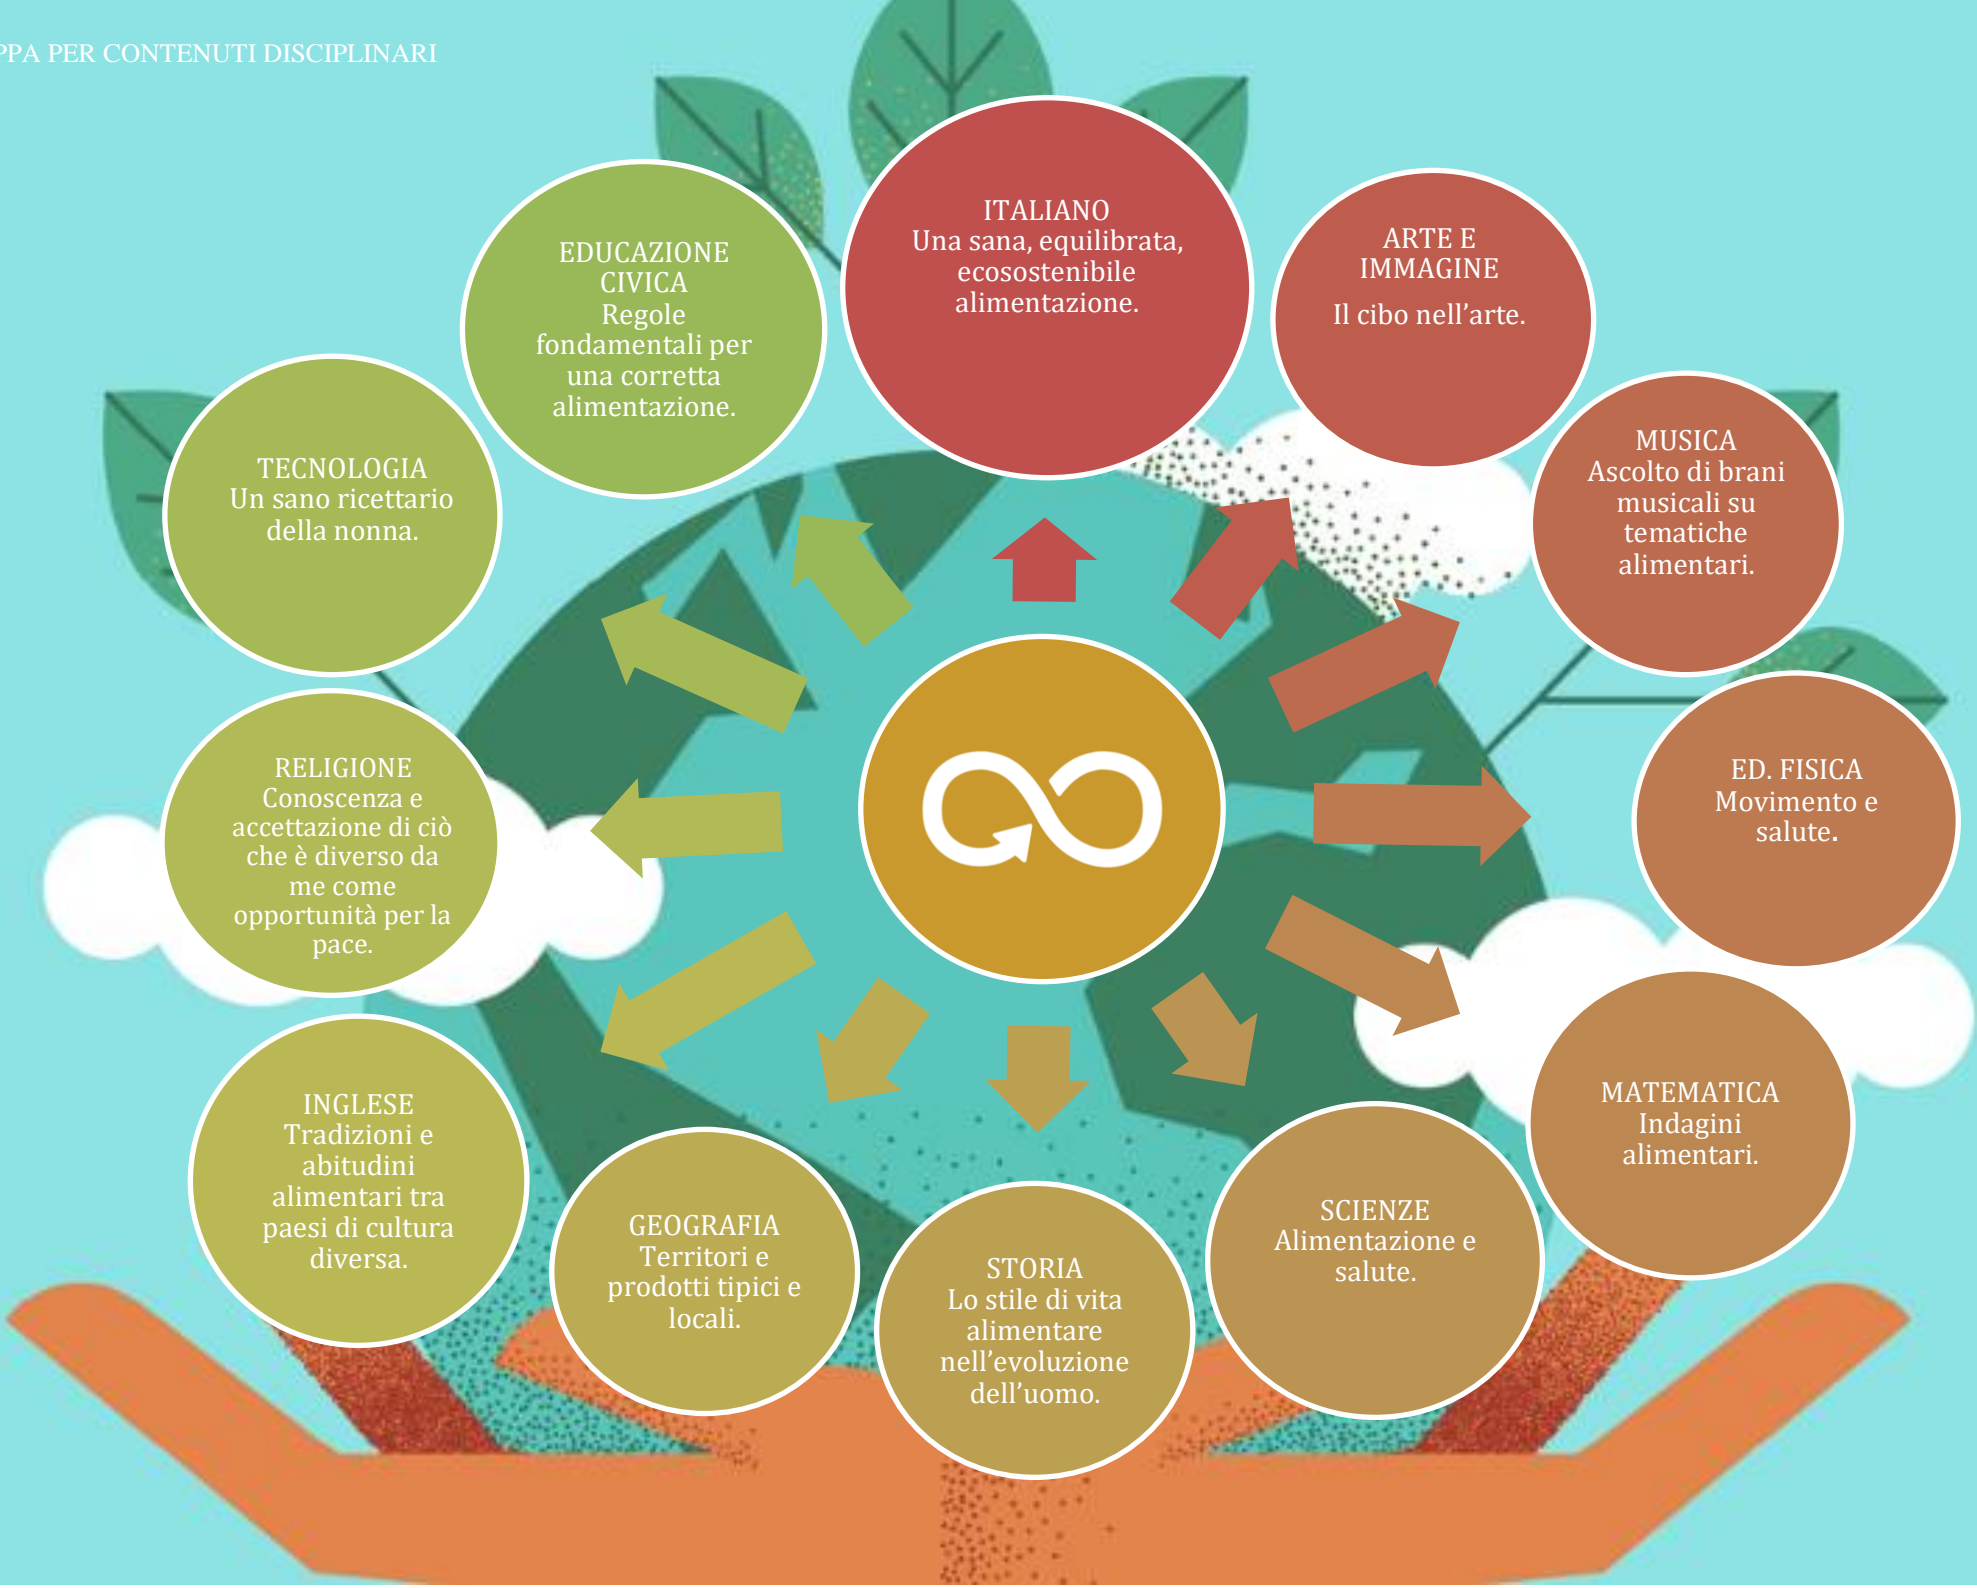 PPA PER CONTENUTI DISCIPLINARI
ITALIANO
Una sana, equilibrata,
ecosostenibile
alimentazione.
ARTE E
IMMAGINE
Il cibo nell’arte.
MUSICA
Ascolto di brani
musicali su
tematiche
alimentari.
ED. FISICA
Movimento e
salute.
MATEMATICA
Indagini
alimentari.
SCIENZE
Alimentazione e
salute.
STORIA
Lo stile di vita
alimentare
nell’evoluzione
dell’uomo.
GEOGRAFIA
Territori e
prodotti tipici e
locali.
INGLESE
Tradizioni e
abitudini
alimentari tra
paesi di cultura
diversa.
RELIGIONE
Conoscenza e
accettazione di ciò
che è diverso da
me come
opportunità per la
pace.
TECNOLOGIA
Un sano ricettario
della nonna.
EDUCAZIONE
CIVICA
Regole
fondamentali per
una corretta
alimentazione.